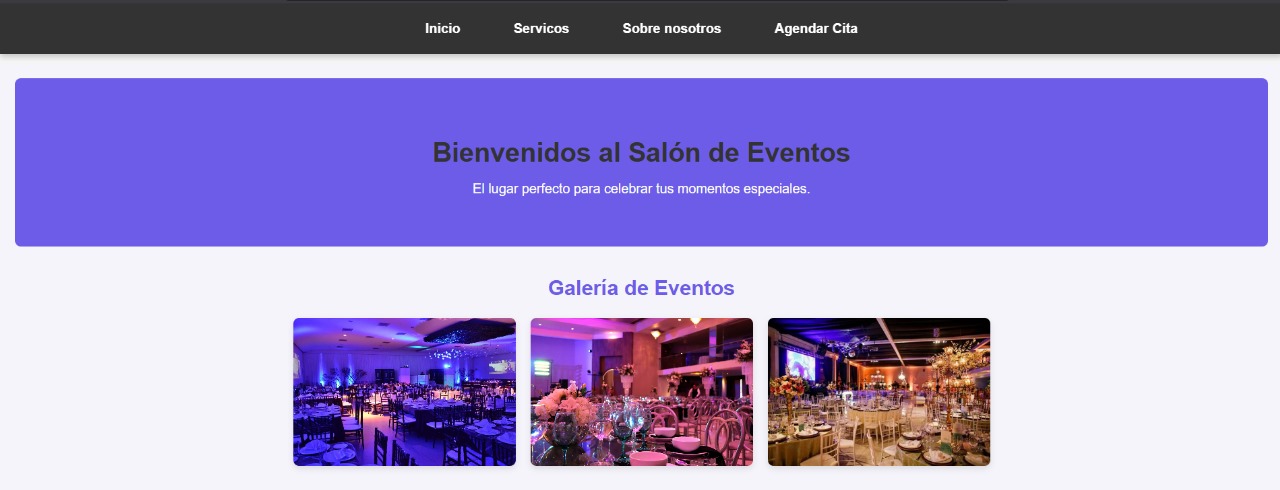 Inicio Servicos Sobre nosotros Agendar Cita
Bienvenidos al Salón de Eventos
El lugar perfecto para celebrar tus momentos especiales.
Galería de Eventos